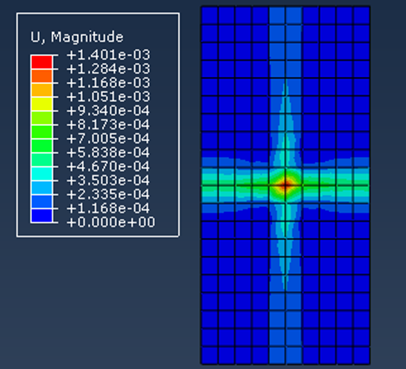 U, Magnitude
+1.401e-03
+1.284e-03
+1.168e-03
+1.051e-03
+9.340e-04
+8.173e-04
+7.005e-04
+5.838e-04
+4.670e-04
+3.503e-04
+2.335e-04
+1.168e-04
+0.000e+00